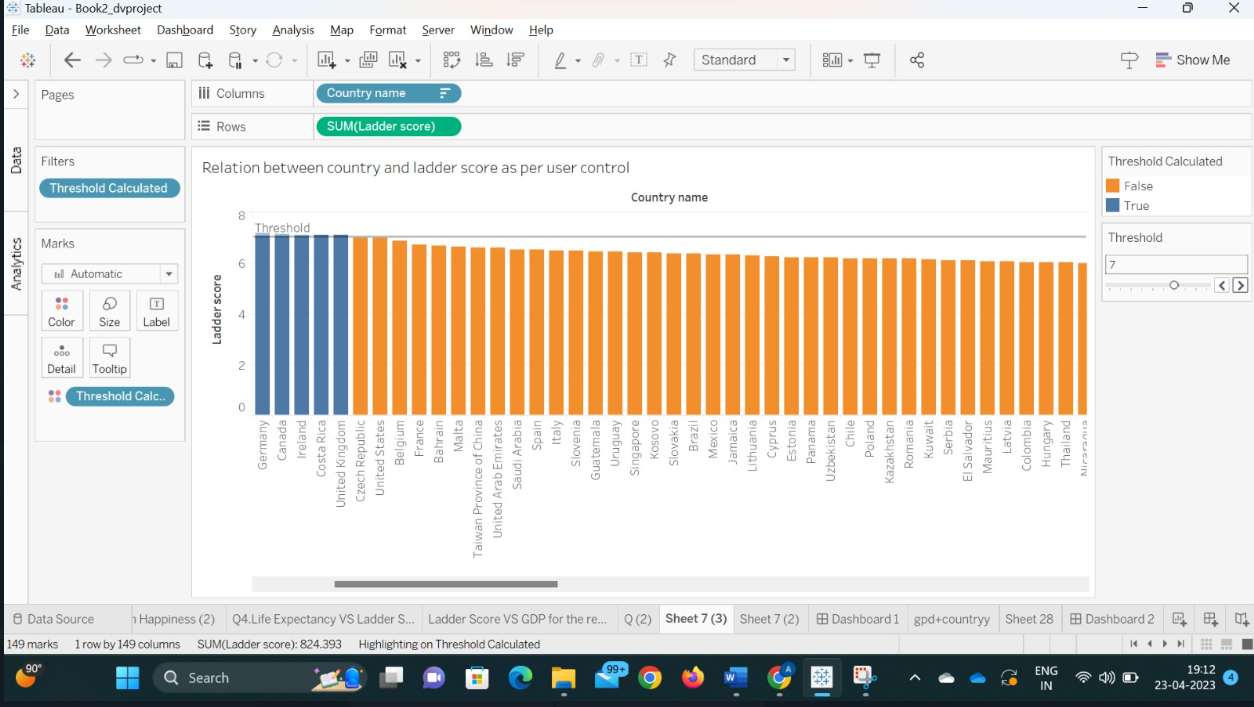 Tableau - Book2_dvproject
File Data Worksheet Dashboard Story Analysis Map Format Server Window Help
Standard
Show Me
Pages
Columns
Country name
Rows
SUM(Ladder score)
Data
Analytics
Filters
Threshold Calculated
Marks
Automatic
Color Size Label
Detail Tooltip
Threshold Calc..
Relation between country and ladder score as per user control
Country name
Threshold
Ladder score
8
6
4
2
0
Germany
Canada
Ireland
Costa Rica
United Kingdom
Czech Republic
United States
Belgium
France
Bahrain
Malta
Taiwan Province of China
United Arab Emirates
Saudi Arabia
Spain
Italy
Slovenia
Guatemala
Uruguay
Singapore
Kosovo
Slovakia
Brazil
Mexico
Jamaica
Lithuania
Cyprus
Estonia
Panama
Uzbekistan
Chile
Poland
Kazakhstan
Romania
Kuwait
Serbia
El Salvador
Mauritius
Latvia
Colombia
Hungary
Thailand
Nicaragua
Threshold Calculated
False
True
Threshold
7
Data Source
Happiness (2)
Q4.Life Expectancy VS Ladder S...
Ladder Score VS GDP for the re...
Q (2)
Sheet 7 (3)
Sheet 7 (2)
Dashboard 1
gpd+countryy
Sheet 28
Dashboard 2
149 marks 1 row by 149 columns SUM(Ladder score): 824.393 Highlighting on Threshold Calculated
90°
Search
99+
A
ENG
IN
19:12
23-04-2023
4